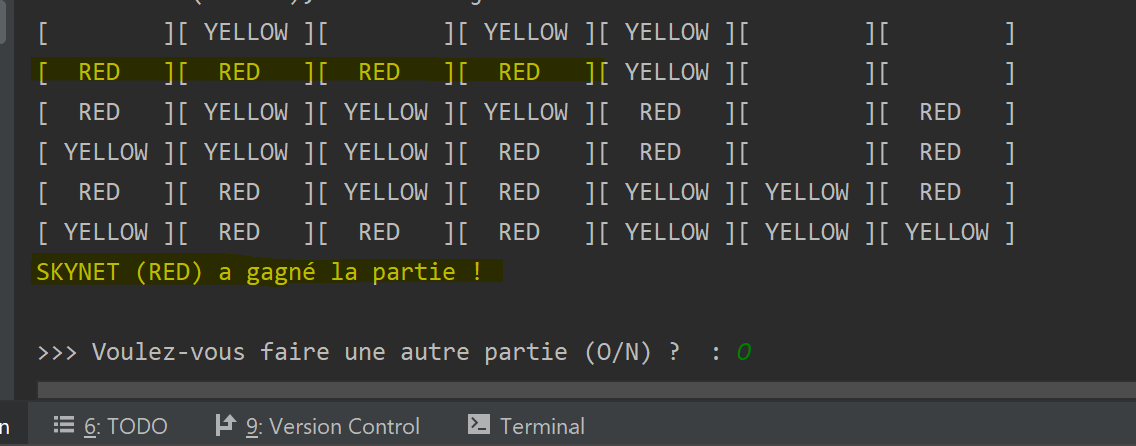 [        ][ YELLOW ][        ][ YELLOW ][ YELLOW ][        ][        ]
[  RED   ][  RED   ][  RED   ][  RED   ][ YELLOW ][        ][        ]
[  RED   ][ YELLOW ][ YELLOW ][ YELLOW ][  RED   ][        ][  RED   ]
[ YELLOW ][ YELLOW ][ YELLOW ][  RED   ][  RED   ][        ][  RED   ]
[  RED   ][  RED   ][ YELLOW ][  RED   ][ YELLOW ][ YELLOW ][  RED   ]
[ YELLOW ][  RED   ][  RED   ][  RED   ][ YELLOW ][ YELLOW ][ YELLOW ]
SKYNET (RED) a gagné la partie !
>>> Voulez-vous faire une autre partie (O/N) ?  : O
6: TODO 9: Version Control Terminal